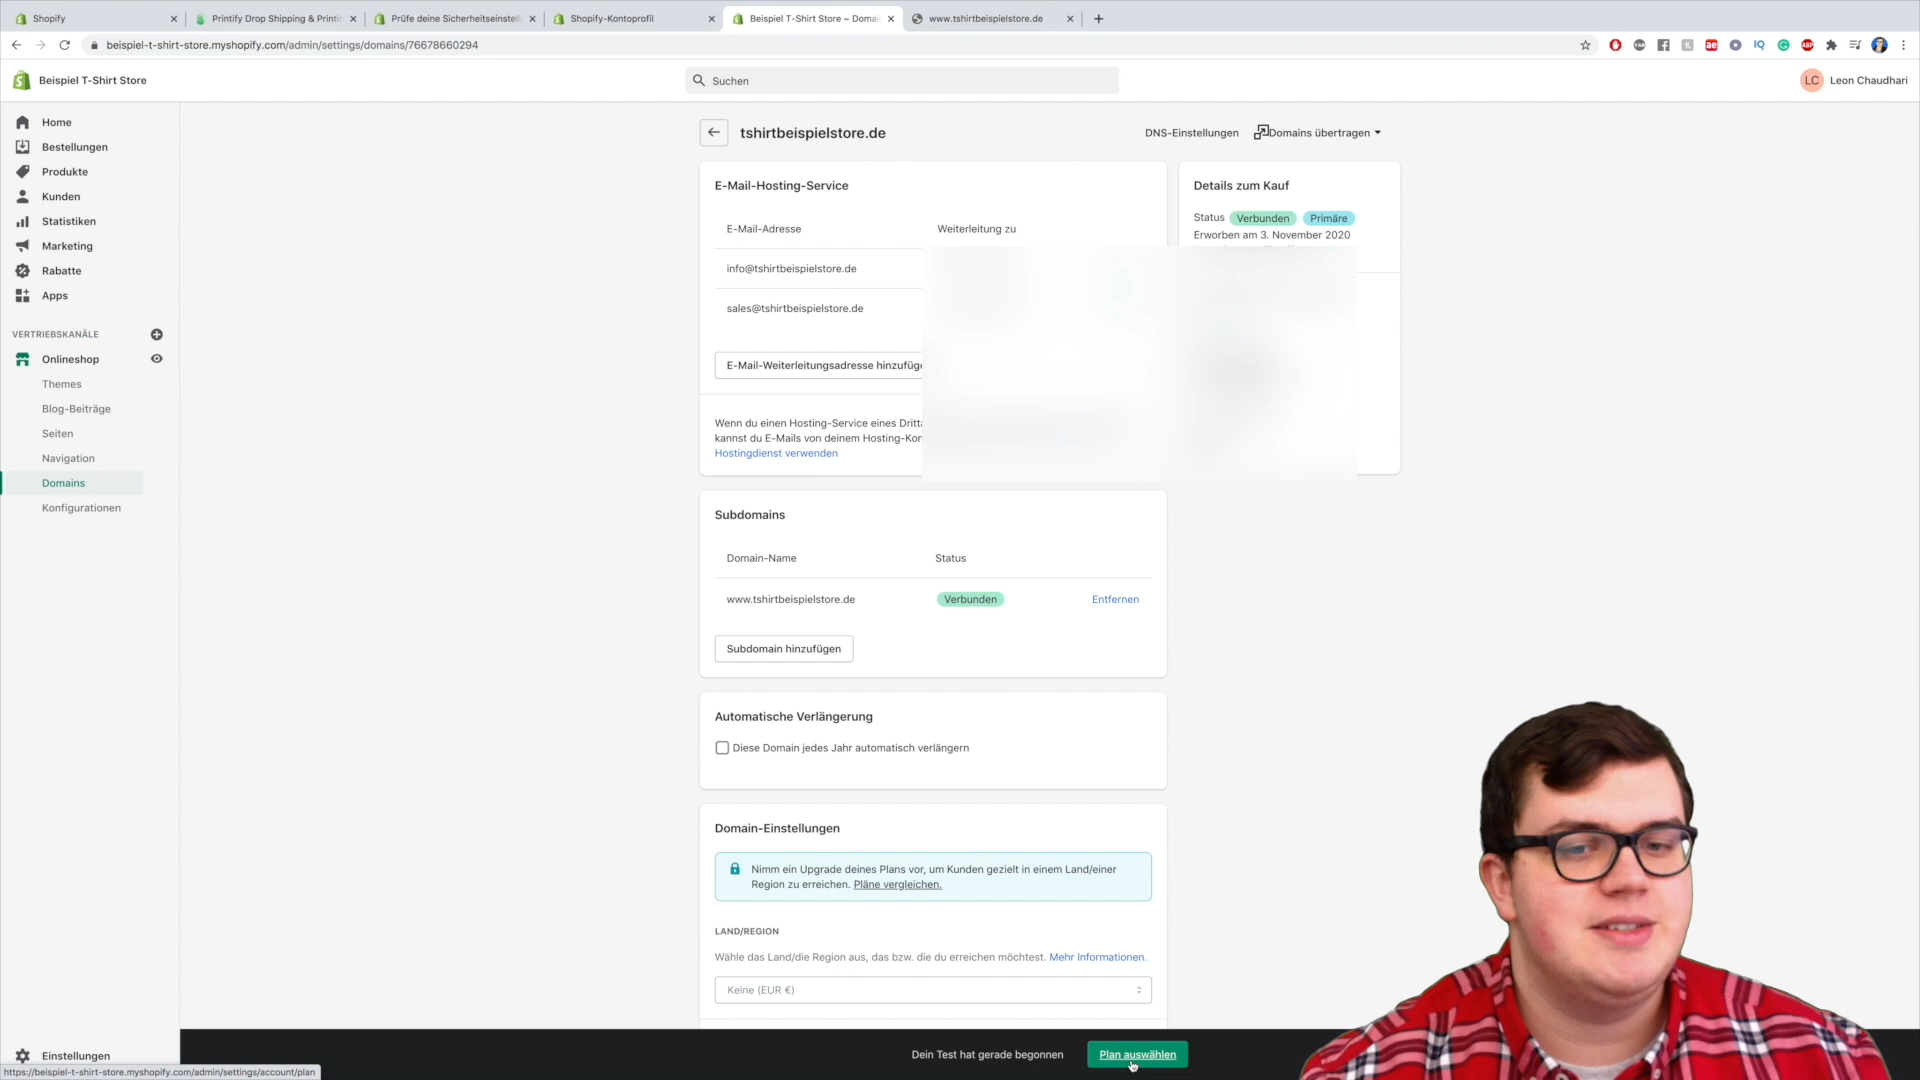 Shopify
Printify Drop Shipping & Printin
Prüfe deine Sicherheitseinstell
Shopify-Kontoprofil
Beispiel T-Shirt Store ~ Domai
www.tshirtbeispielstore.de
beispiel-t-shirt-store.myshopify.com/admin/settings/domains/76678660294
Beispiel T-Shirt Store
Suchen
LC
Leon Chaudhari
Home
Bestellungen
Produkte
Kunden
Statistiken
Marketing
Rabatte
Apps
VERTRIEBSKANÄLE
Onlineshop
Themes
Blog-Beiträge
Seiten
Navigation
Domains
Konfigurationen
Einstellungen
tshirtbeispielstore.de
DNS-Einstellungen
Domains übertragen
E-Mail-Hosting-Service
E-Mail-Adresse
Weiterleitung zu
info@tshirtbeispielstore.de
sales@tshirtbeispielstore.de
E-Mail-Weiterleitungsadresse hinzufüge
Wenn du einen Hosting-Service eines Dritta
kannst du E-Mails von deinem Hosting-Kon
Hostingdienst verwenden
Details zum Kauf
Status Verbunden Primäre
Erworben am 3. November 2020
Subdomains
Domain-Name
Status
www.tshirtbeispielstore.de
Verbunden
Entfernen
Subdomain hinzufügen
Automatische Verlängerung
Diese Domain jedes Jahr automatisch verlängern
Domain-Einstellungen
Nimm ein Upgrade deines Plans vor, um Kunden gezielt in einem Land/einer
Region zu erreichen. Pläne vergleichen.
LAND/REGION
Wähle das Land/die Region aus, das bzw. die du erreichen möchtest. Mehr Informationen.
Keine (EUR €)
Dein Test hat gerade begonnen
Plan auswählen
https://beispiel-t-shirt-store.myshopify.com/admin/settings/account/plan